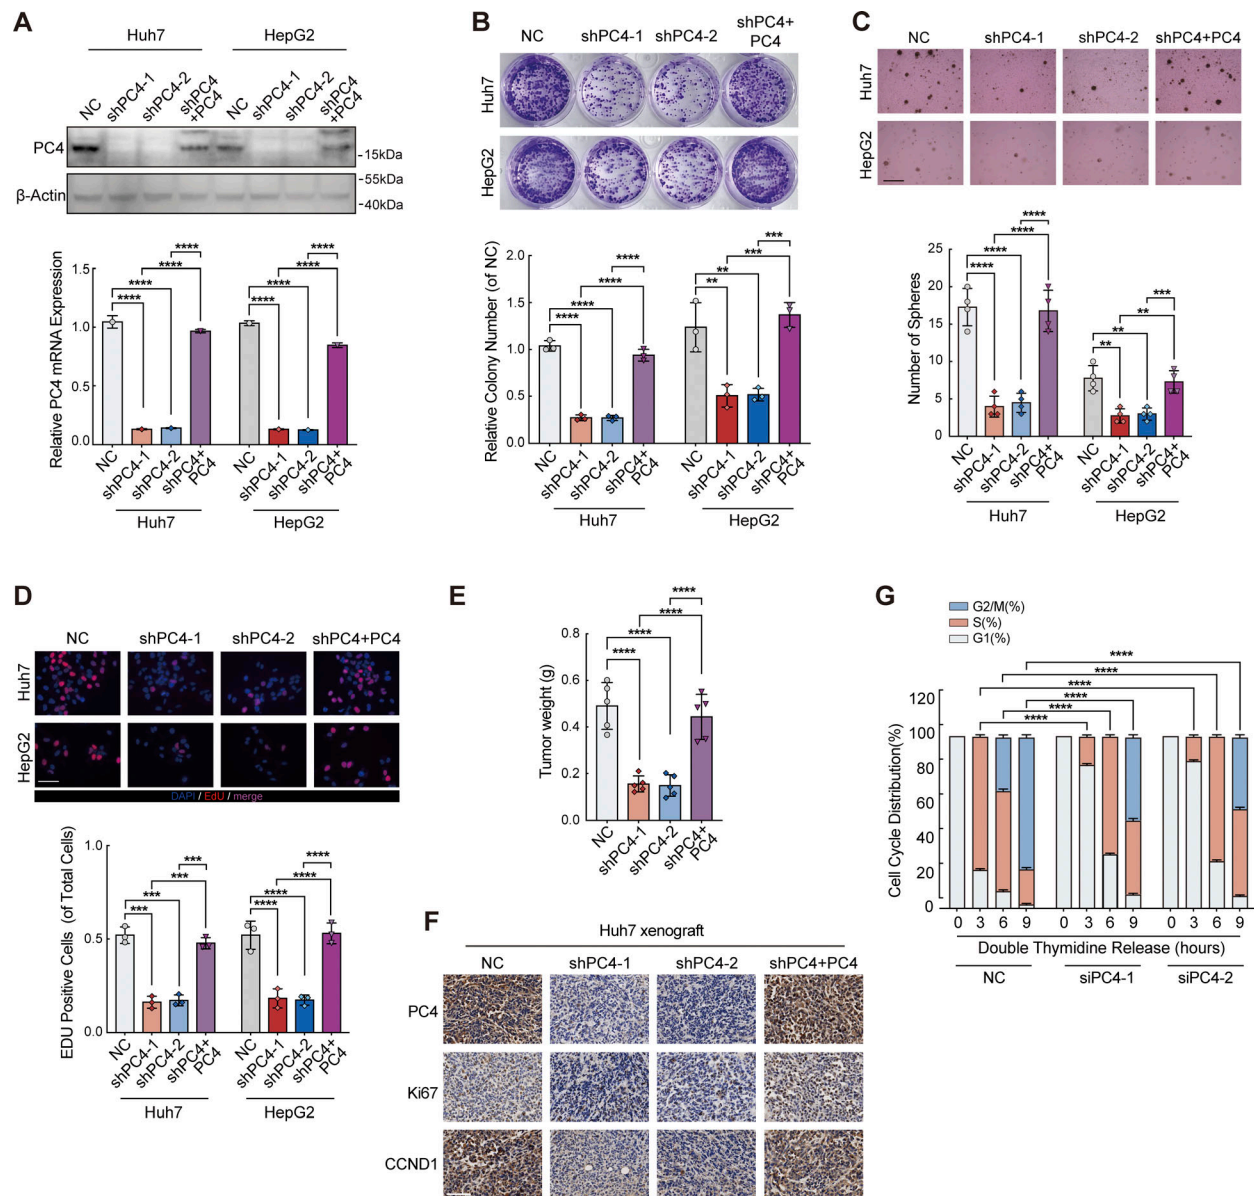 A
Huh7 HepG2
NC shPC4-1 shPC4-2 shPC4 +PC4 NC shPC4-1 shPC4-2 shPC4 +PC4
PC4
-15kDa
-55kDa
β-Actin
-40kDa
Relative PC4 mRNA Expression
1.5
1.0
0.5
0.0
**** **** **** ****
**** **** **** ****
NC shPC4-1 shPC4-2 shPC4+ PC4 NC shPC4-1 shPC4-2 shPC4+ PC4
Huh7 HepG2
B
NC shPC4-1 shPC4-2 shPC4+ PC4
Huh7
HepG2
Relative Colony Number (of NC)
2.0
1.5
1.0
0.5
0.0
**** **** **** ****
** ** *** ***
NC shPC4-1 shPC4-2 shPC4+ PC4 NC shPC4-1 shPC4-2 shPC4+ PC4
Huh7 HepG2
C
NC shPC4-1 shPC4-2 shPC4+PC4
Huh7
HepG2
Number of Spheres
25
20
15
10
5
0
**** **** **** ****
** ** ** ***
NC shPC4-1 shPC4-2 shPC4+ PC4 NC shPC4-1 shPC4-2 shPC4+ PC4
Huh7 HepG2
D
NC shPC4-1 shPC4-2 shPC4+PC4
Huh7
HepG2
DAPI / EdU / merge
EDU Positive Cells (of Total Cells)
1.0
0.5
0.0
*** *** *** ***
**** **** **** ****
NC shPC4-1 shPC4-2 shPC4+ PC4 NC shPC4-1 shPC4-2 shPC4+ PC4
Huh7 HepG2
E
Tumor weight (g)
0.8
0.6
0.4
0.2
0.0
**** **** **** ****
NC shPC4-1 shPC4-2 shPC4+ PC4
F
Huh7 xenograft
NC shPC4-1 shPC4-2 shPC4+PC4
PC4
Ki67
CCND1
G
G2/M(%)
S(%)
G1(%)
**** **** **** **** **** ****
Cell Cycle Distribution(%)
120
100
80
60
40
20
0
0 3 6 9 0 3 6 9 0 3 6 9
Double Thymidine Release (hours)
NC siPC4-1 siPC4-2